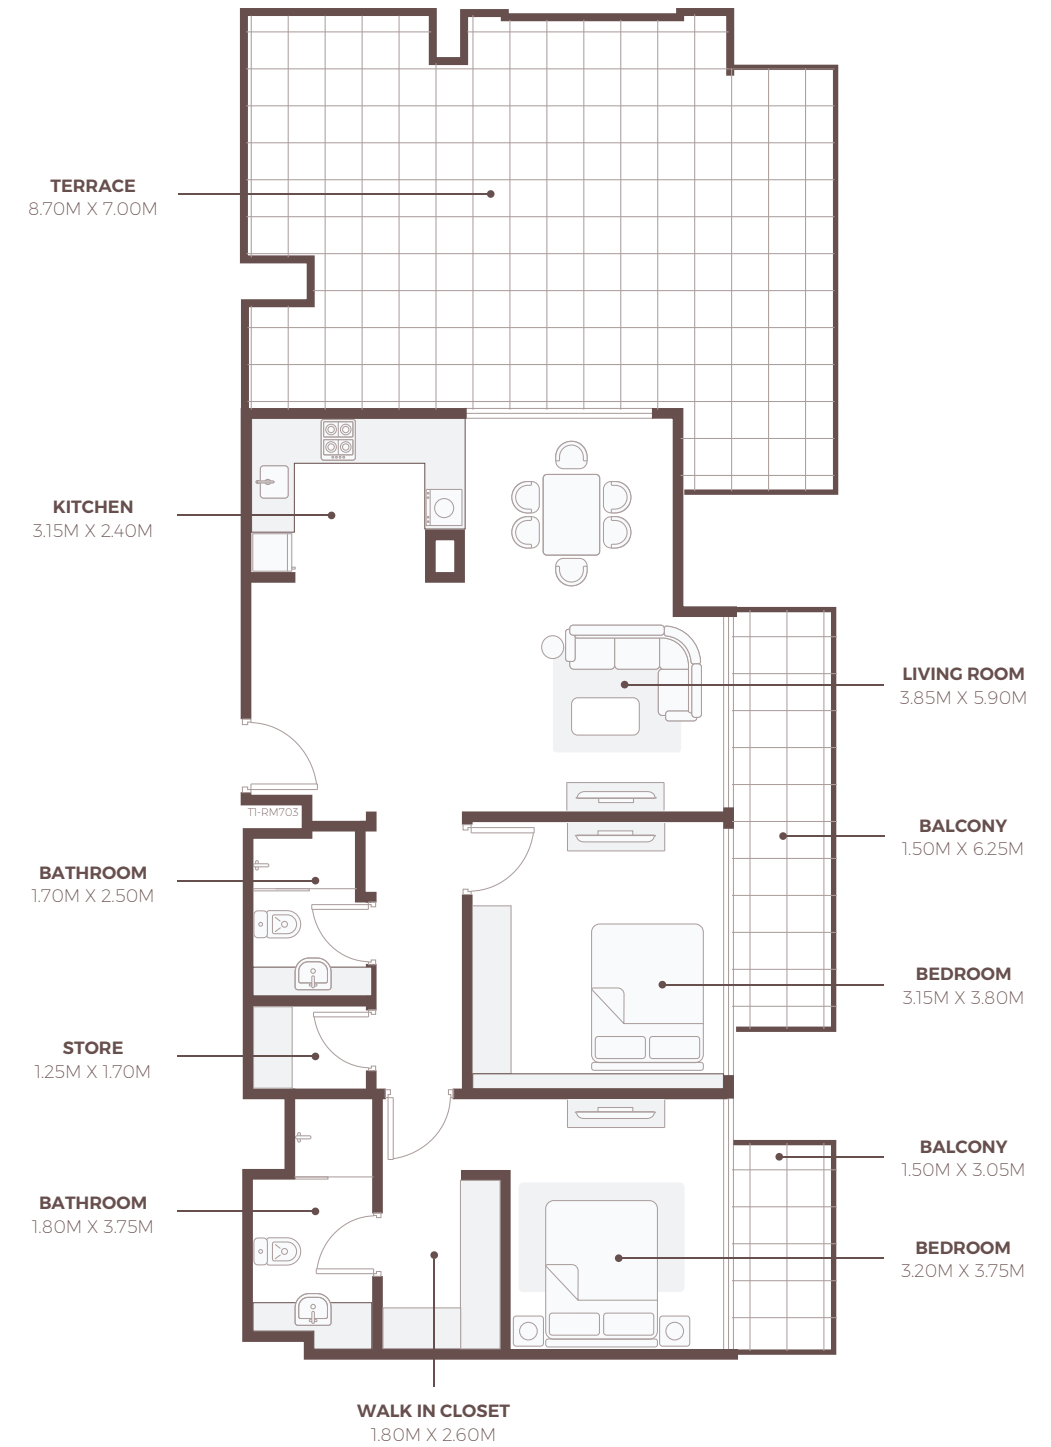 TERRACE
8.70M X 7.00M
KITCHEN
3.15M X 2.40M
LIVING ROOM
3.85M X 5.90M
T1-RM703
BALCONY
1.50M X 6.25M
BATHROOM
1.70M X 2.50M
BEDROOM
3.15M X 3.80M
STORE
1.25M X 1.70M
BALCONY
1.50M X 3.05M
BATHROOM
1.80M X 3.75M
BEDROOM
3.20M X 3.75M
WALK IN CLOSET
1.80M X 2.60M